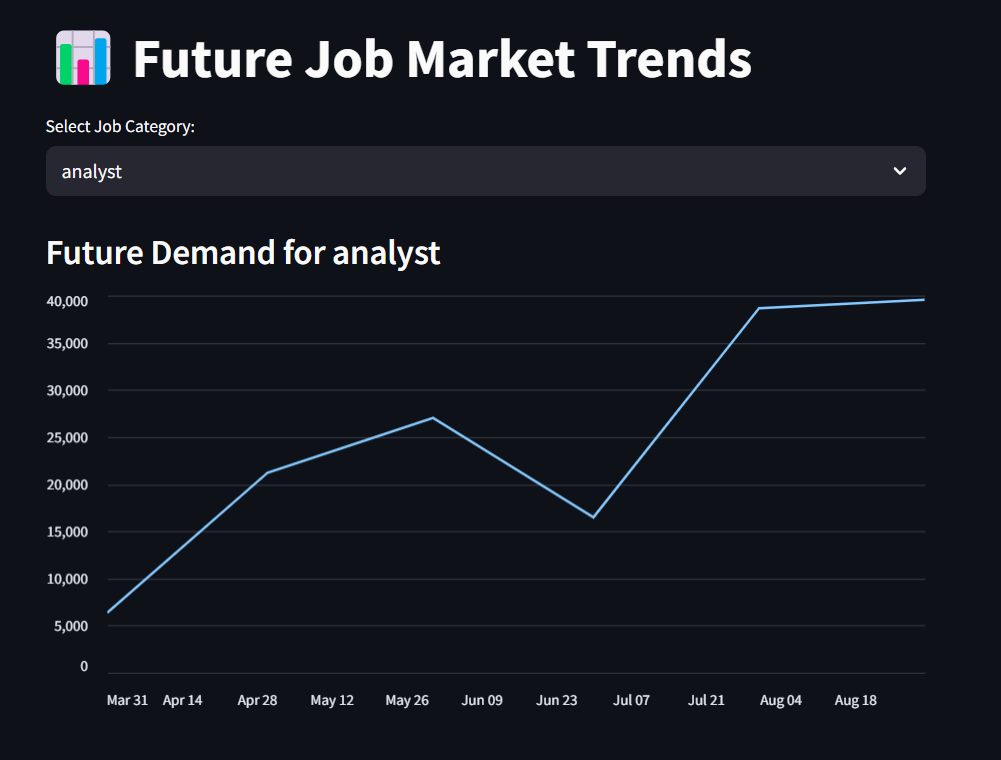 Future Job Market Trends
Select Job Category:
analyst
Future Demand for analyst
40,000
35,000
30,000
25,000
20,000
15,000
10,000
5,000
0
Mar 31 Apr 14 Apr 28 May 12 May 26 Jun 09 Jun 23 Jul 07 Jul 21 Aug 04 Aug 18